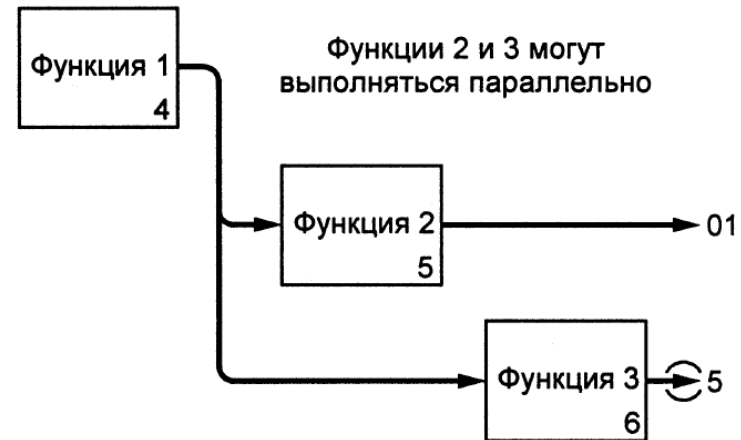 Функция 1
4
Функции 2 и 3 могут
выполняться параллельно
Функция 2
5
01
Функция 3
6
5